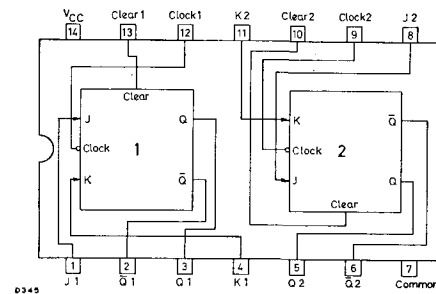 VCC Clear 1 Clock 1 K 2 Clear 2 Clock 2 J 2
14 13 12 11 10 9 8
Clear
J Q K Q̄
Clock 1 Clock 2
K Q̄ J Q
Clear
1 2 3 4 5 6 7
J 1 Q̄ 1 Q 1 K 1 Q 2 Q̄ 2 Common
D345